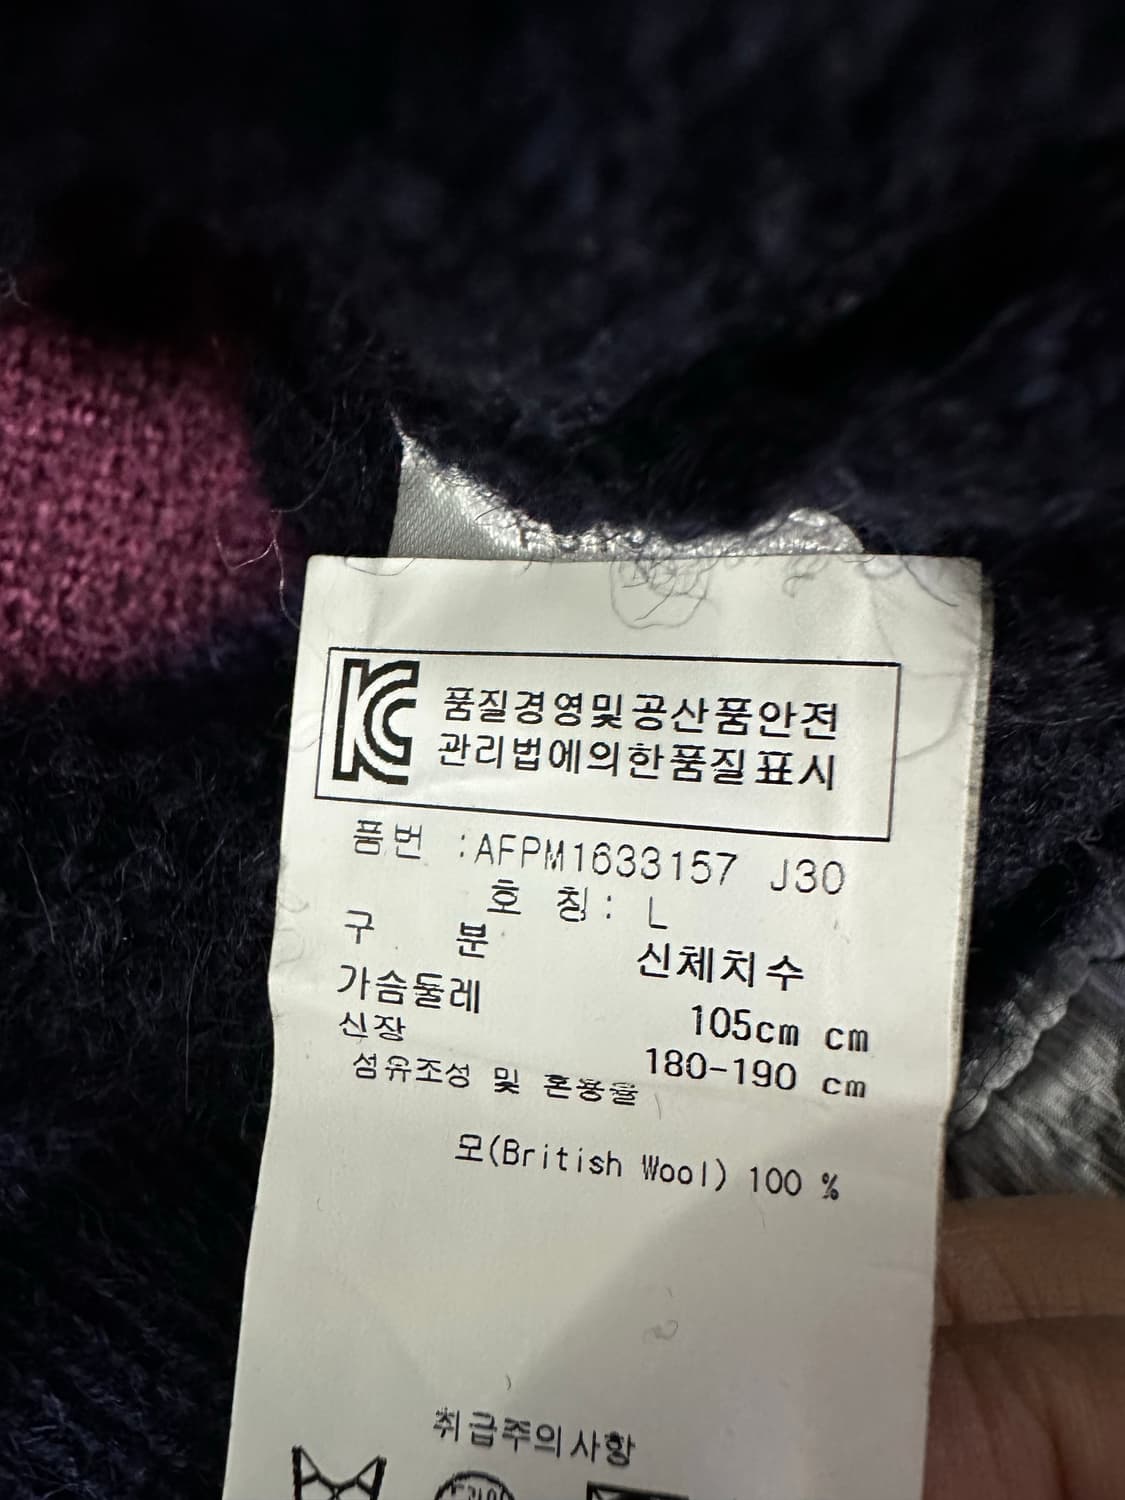 KC
품질경영및공산품안전
관리법에의한품질표시
품번 :AFPM1633157 J30
호 칭: L
구 분 신체치수
가슴둘레 105cm cm
신장 180-190 cm
섬유조성 및 혼용율
모(British Wool) 100 %
취급주의사항